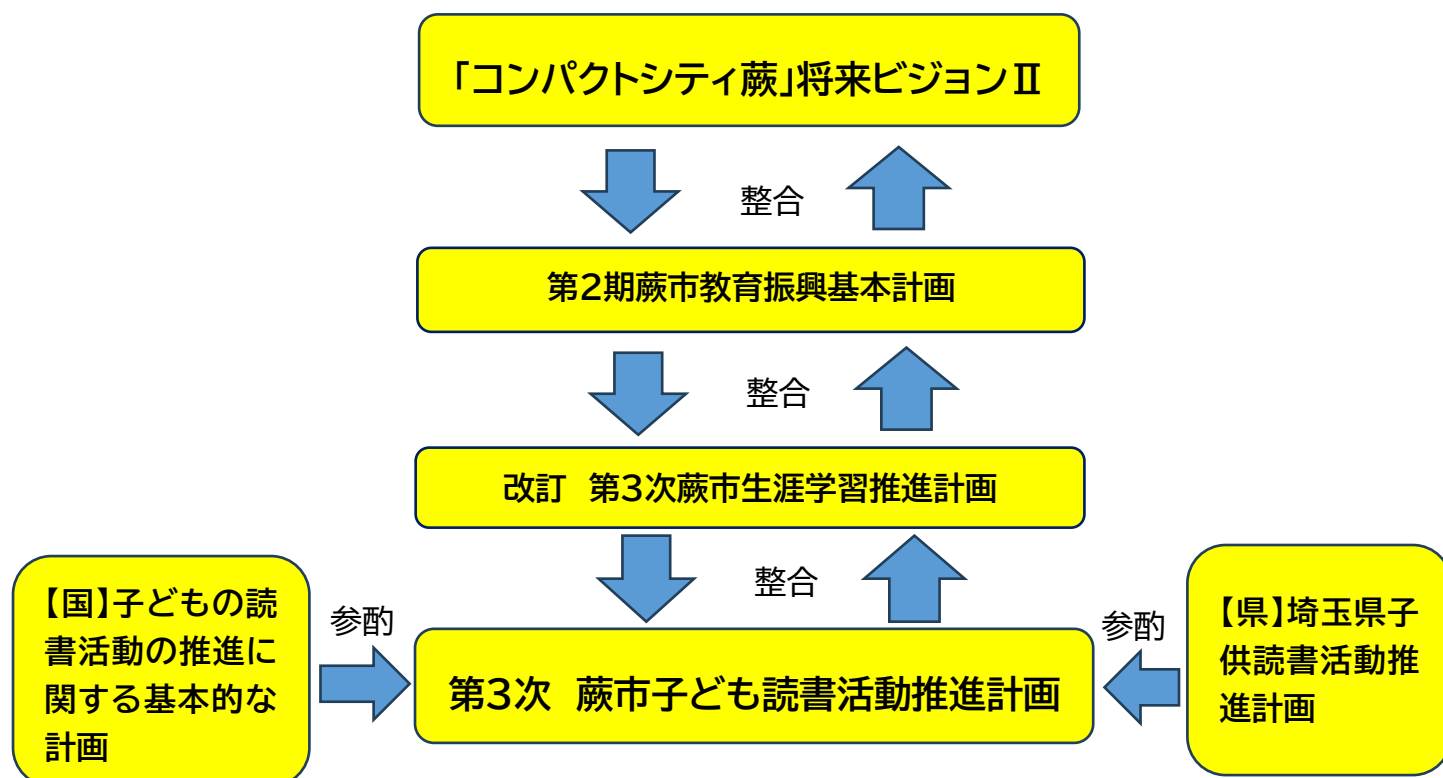 「コンパクトシティ蕨」将来ビジョンⅡ
整合
第2期蕨市教育振興基本計画
整合
改訂　第3次蕨市生涯学習推進計画
整合
【国】子どもの読
書活動の推進に
関する基本的な
計画
参酌
第3次　蕨市子ども読書活動推進計画
参酌
【県】埼玉県子
供読書活動推
進計画